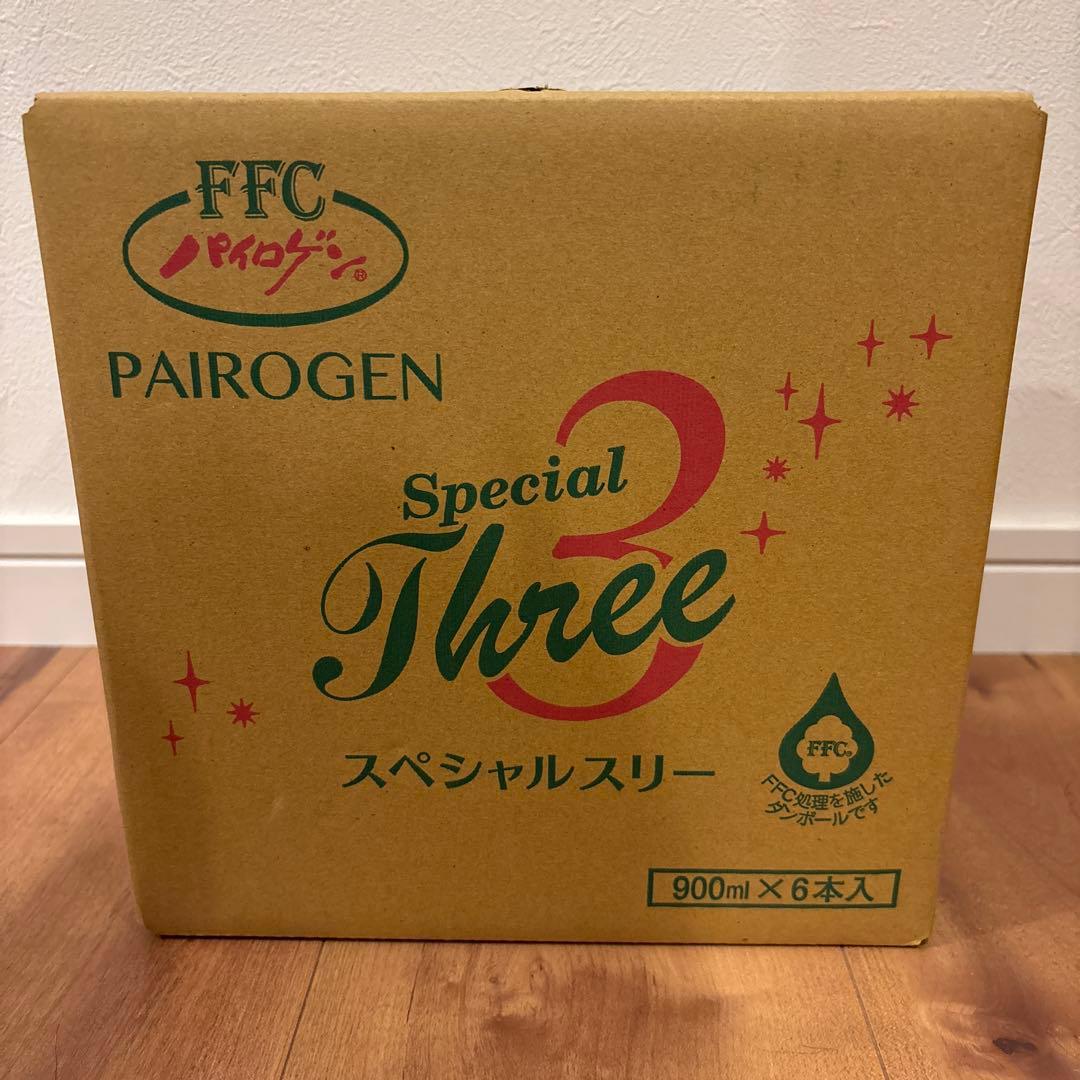 FFC
パイロゲン®
PAIROGEN
3
Special
Three
スペシャルスリー
FFC®
FFC処理を施した
ダンボールです
900ml×6本入